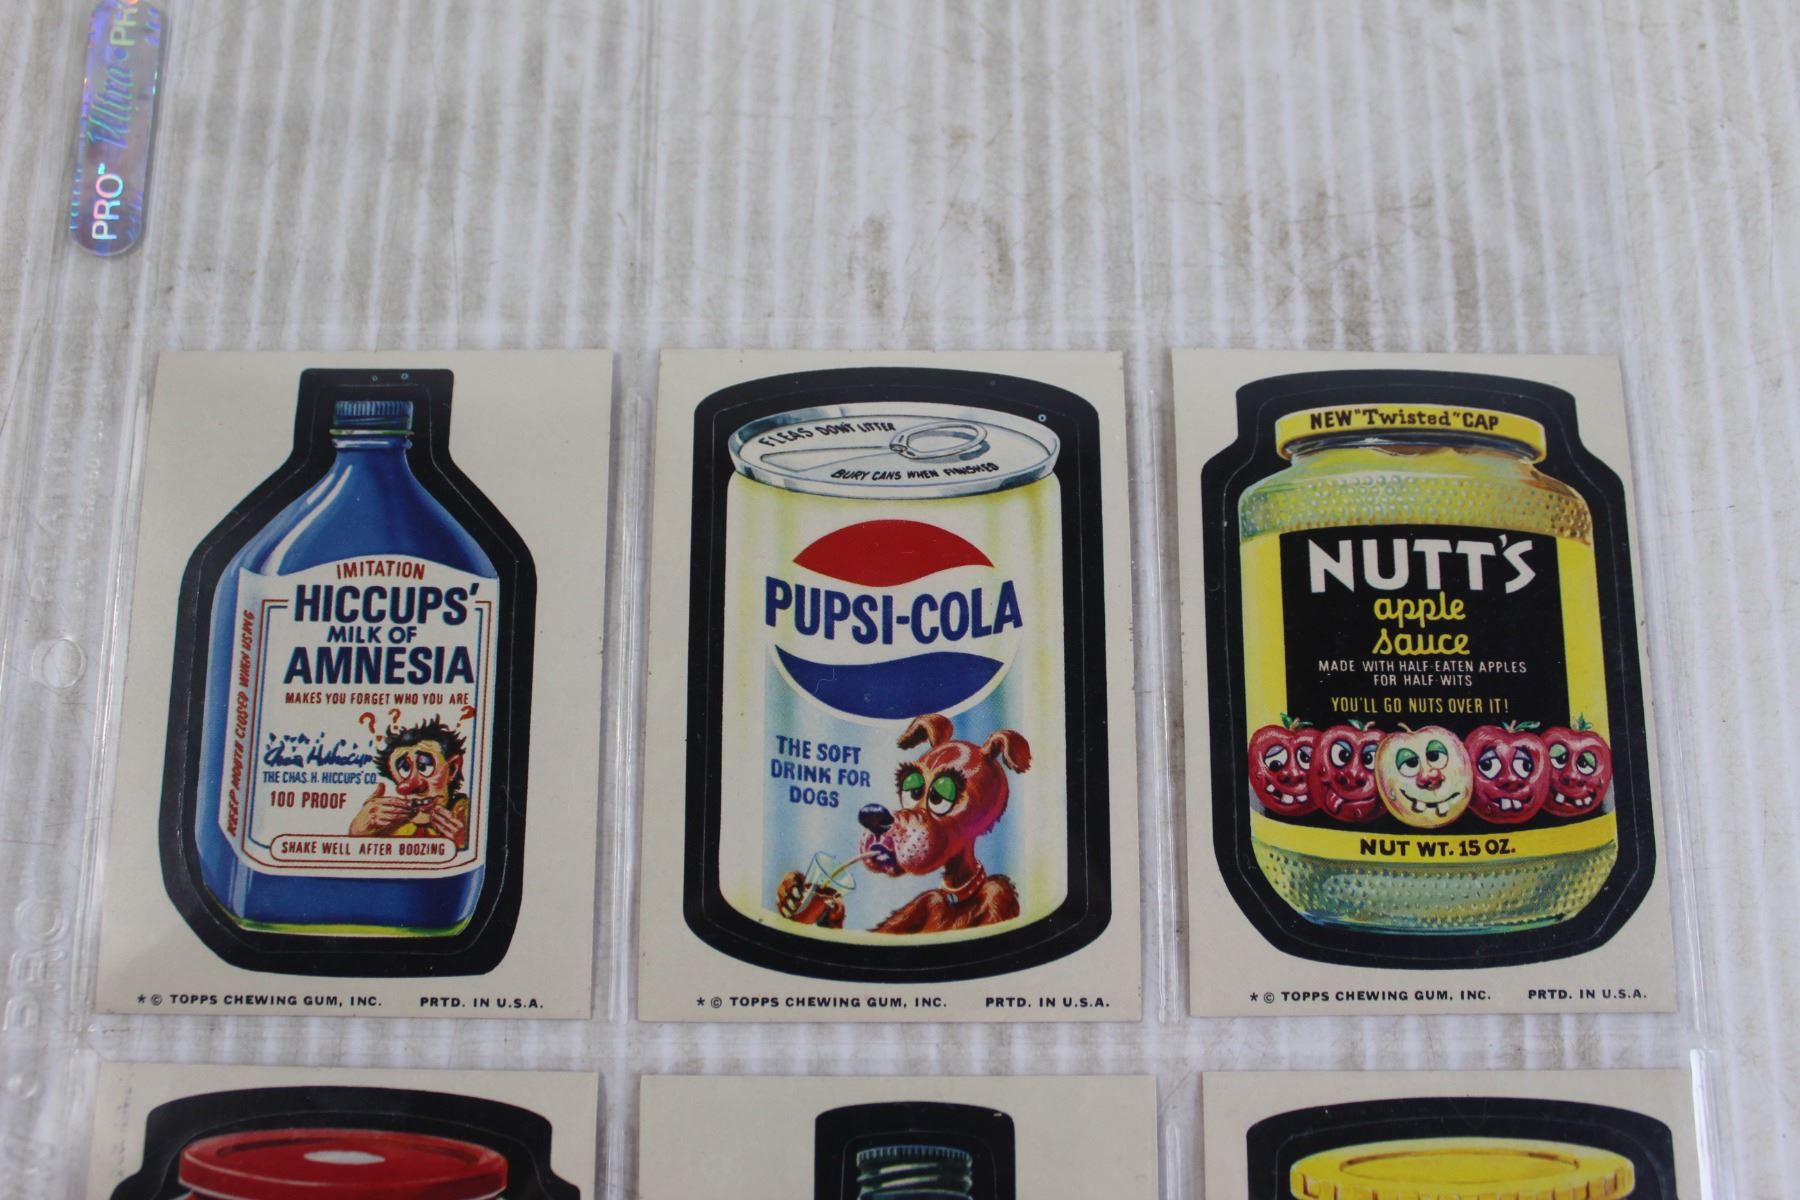 PRO™ Ultra•PRO
IMITATION
HICCUPS'
MILK OF
AMNESIA
MAKES YOU FORGET WHO YOU ARE
KEEP MOUTH CLOSED WHEN USING
? ? ?
THE CHAS. H. HICCUPS' CO.
100 PROOF
SHAKE WELL AFTER BOOZING
* © TOPPS CHEWING GUM, INC. PRTD. IN U.S.A.
FLEAS DON'T LITTER
BURY CANS WHEN FINISHED
PUPSI-COLA
THE SOFT
DRINK FOR
DOGS
* © TOPPS CHEWING GUM, INC. PRTD. IN U.S.A.
NEW "Twisted" CAP
NUTT'S
apple
sauce
MADE WITH HALF-EATEN APPLES
FOR HALF-WITS
YOU'LL GO NUTS OVER IT!
NUT WT. 15 OZ.
* © TOPPS CHEWING GUM, INC. PRTD. IN U.S.A.